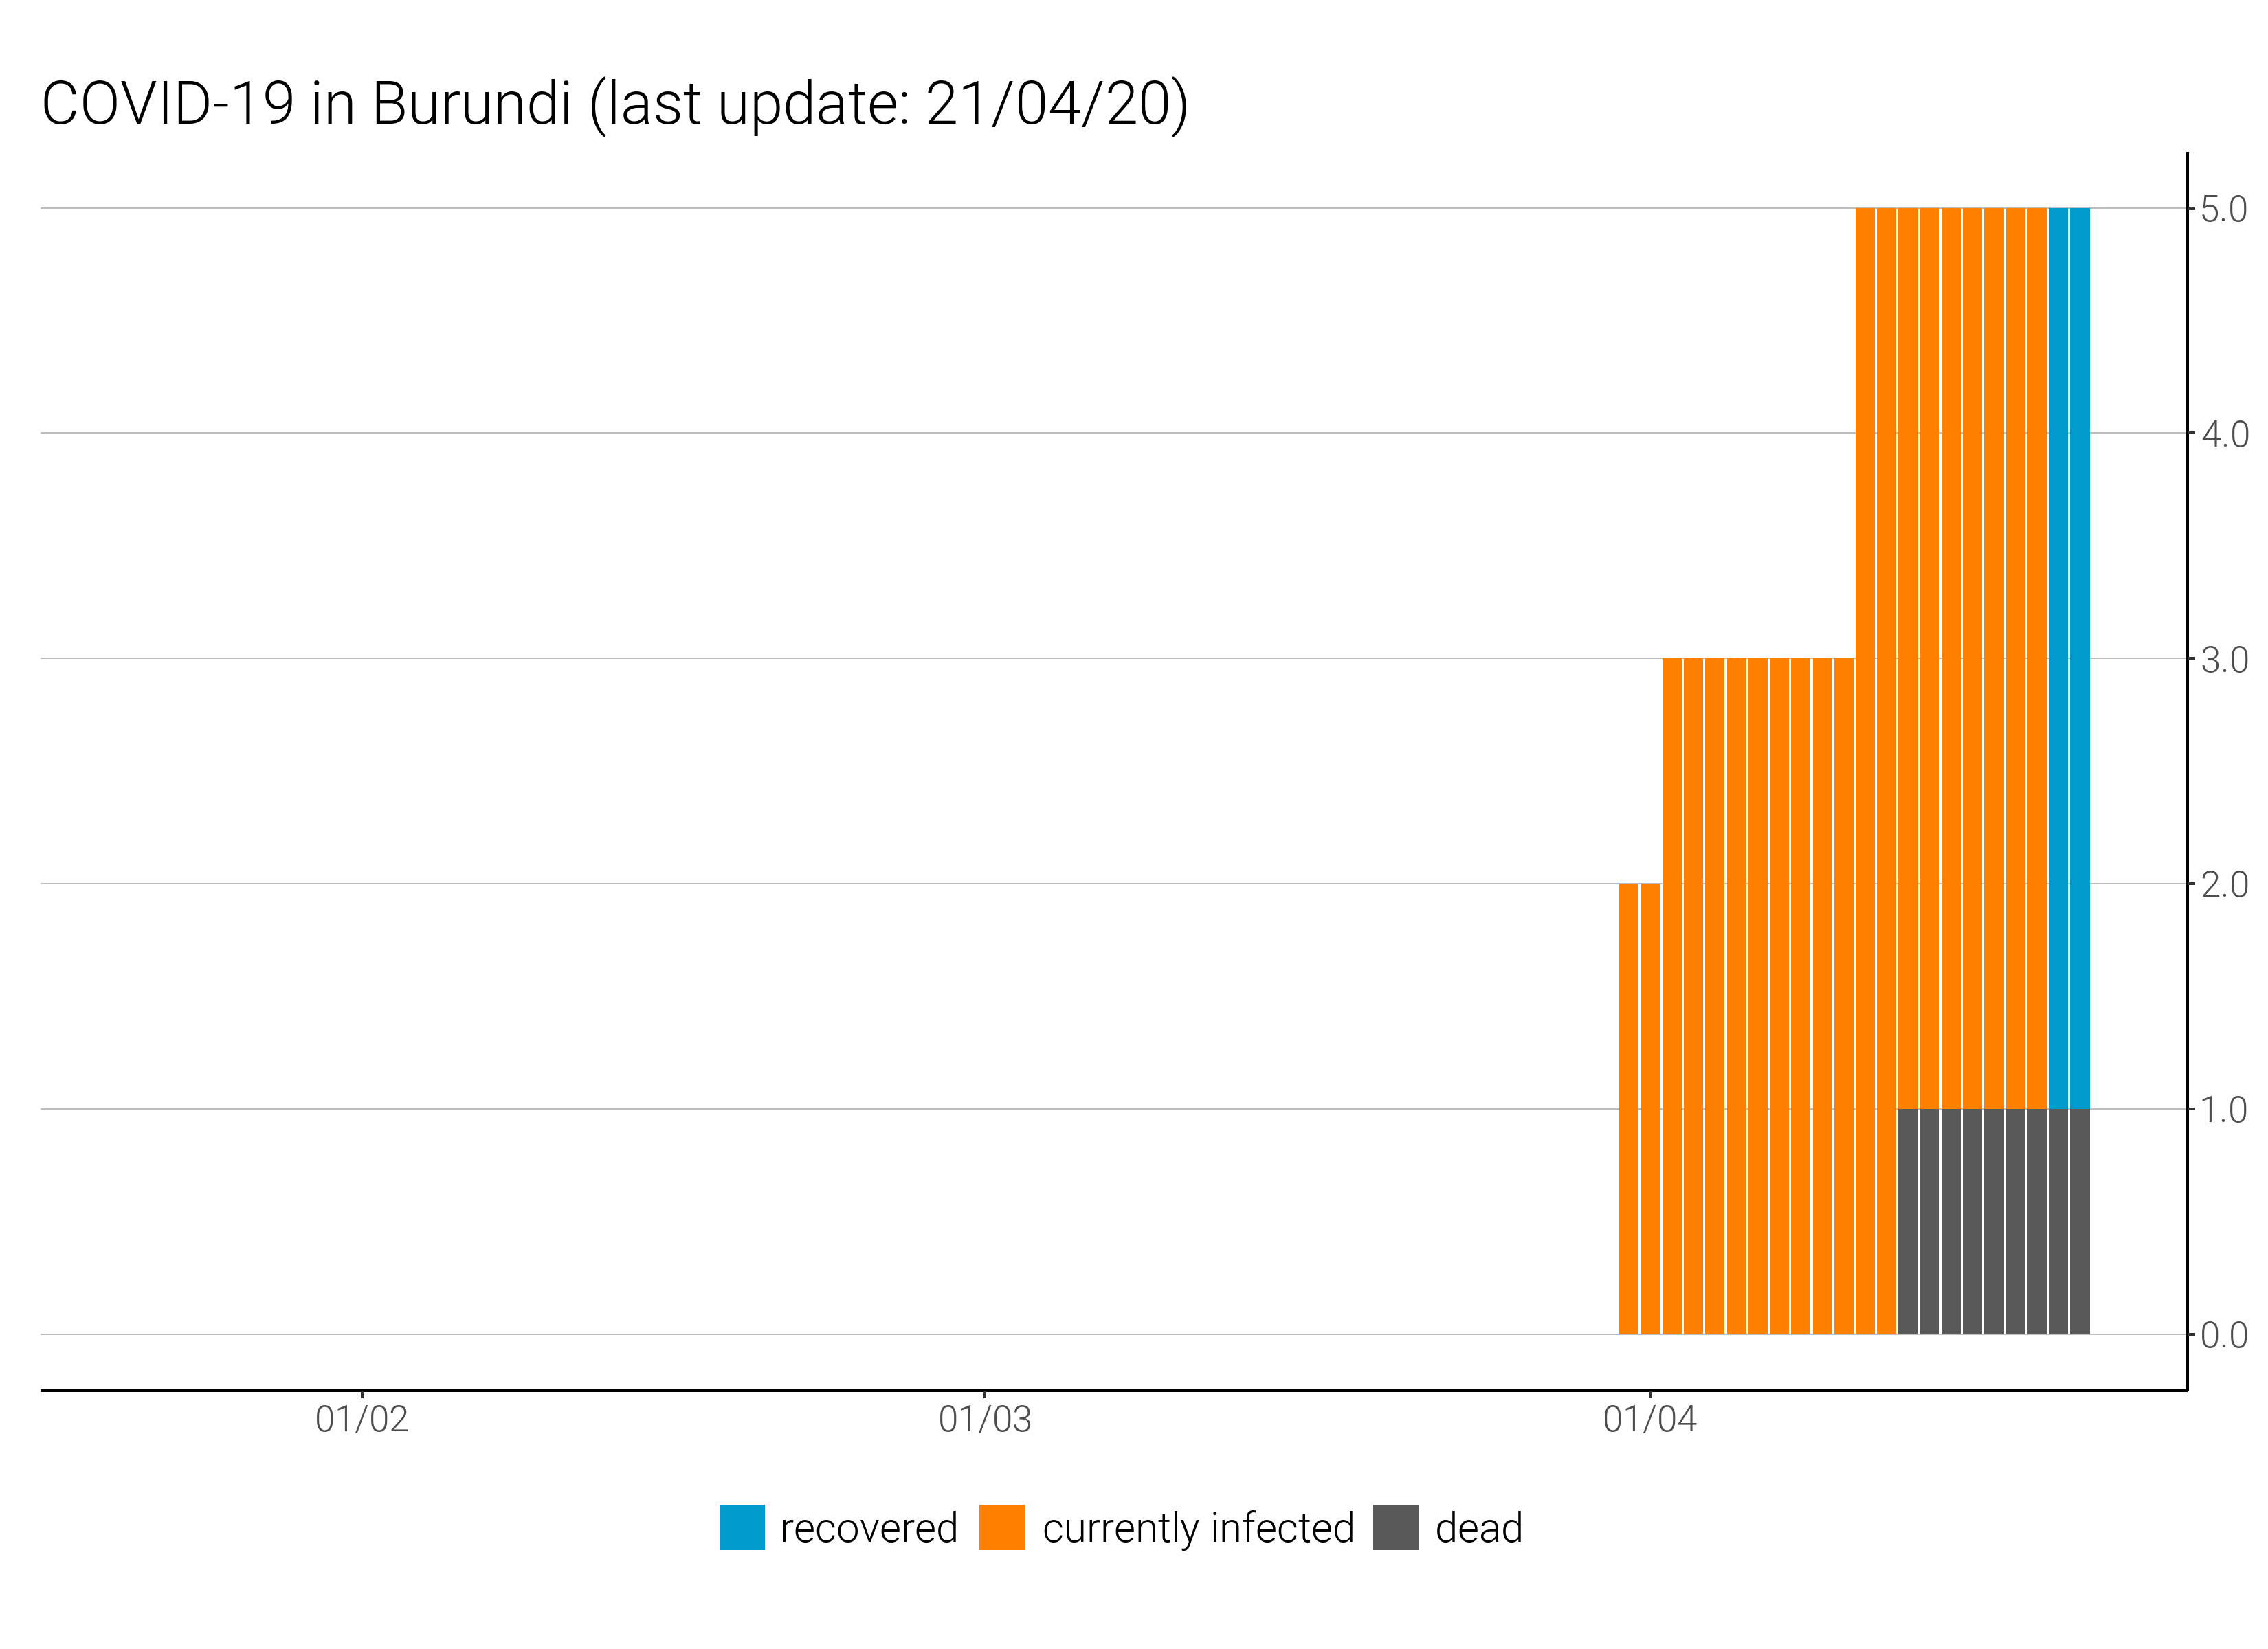 COVID-19 in Burundi (last update: 21/04/20)
5.0
4.0
3.0
2.0
1.0
0.0
01/02 01/03 01/04
recovered currently infected dead